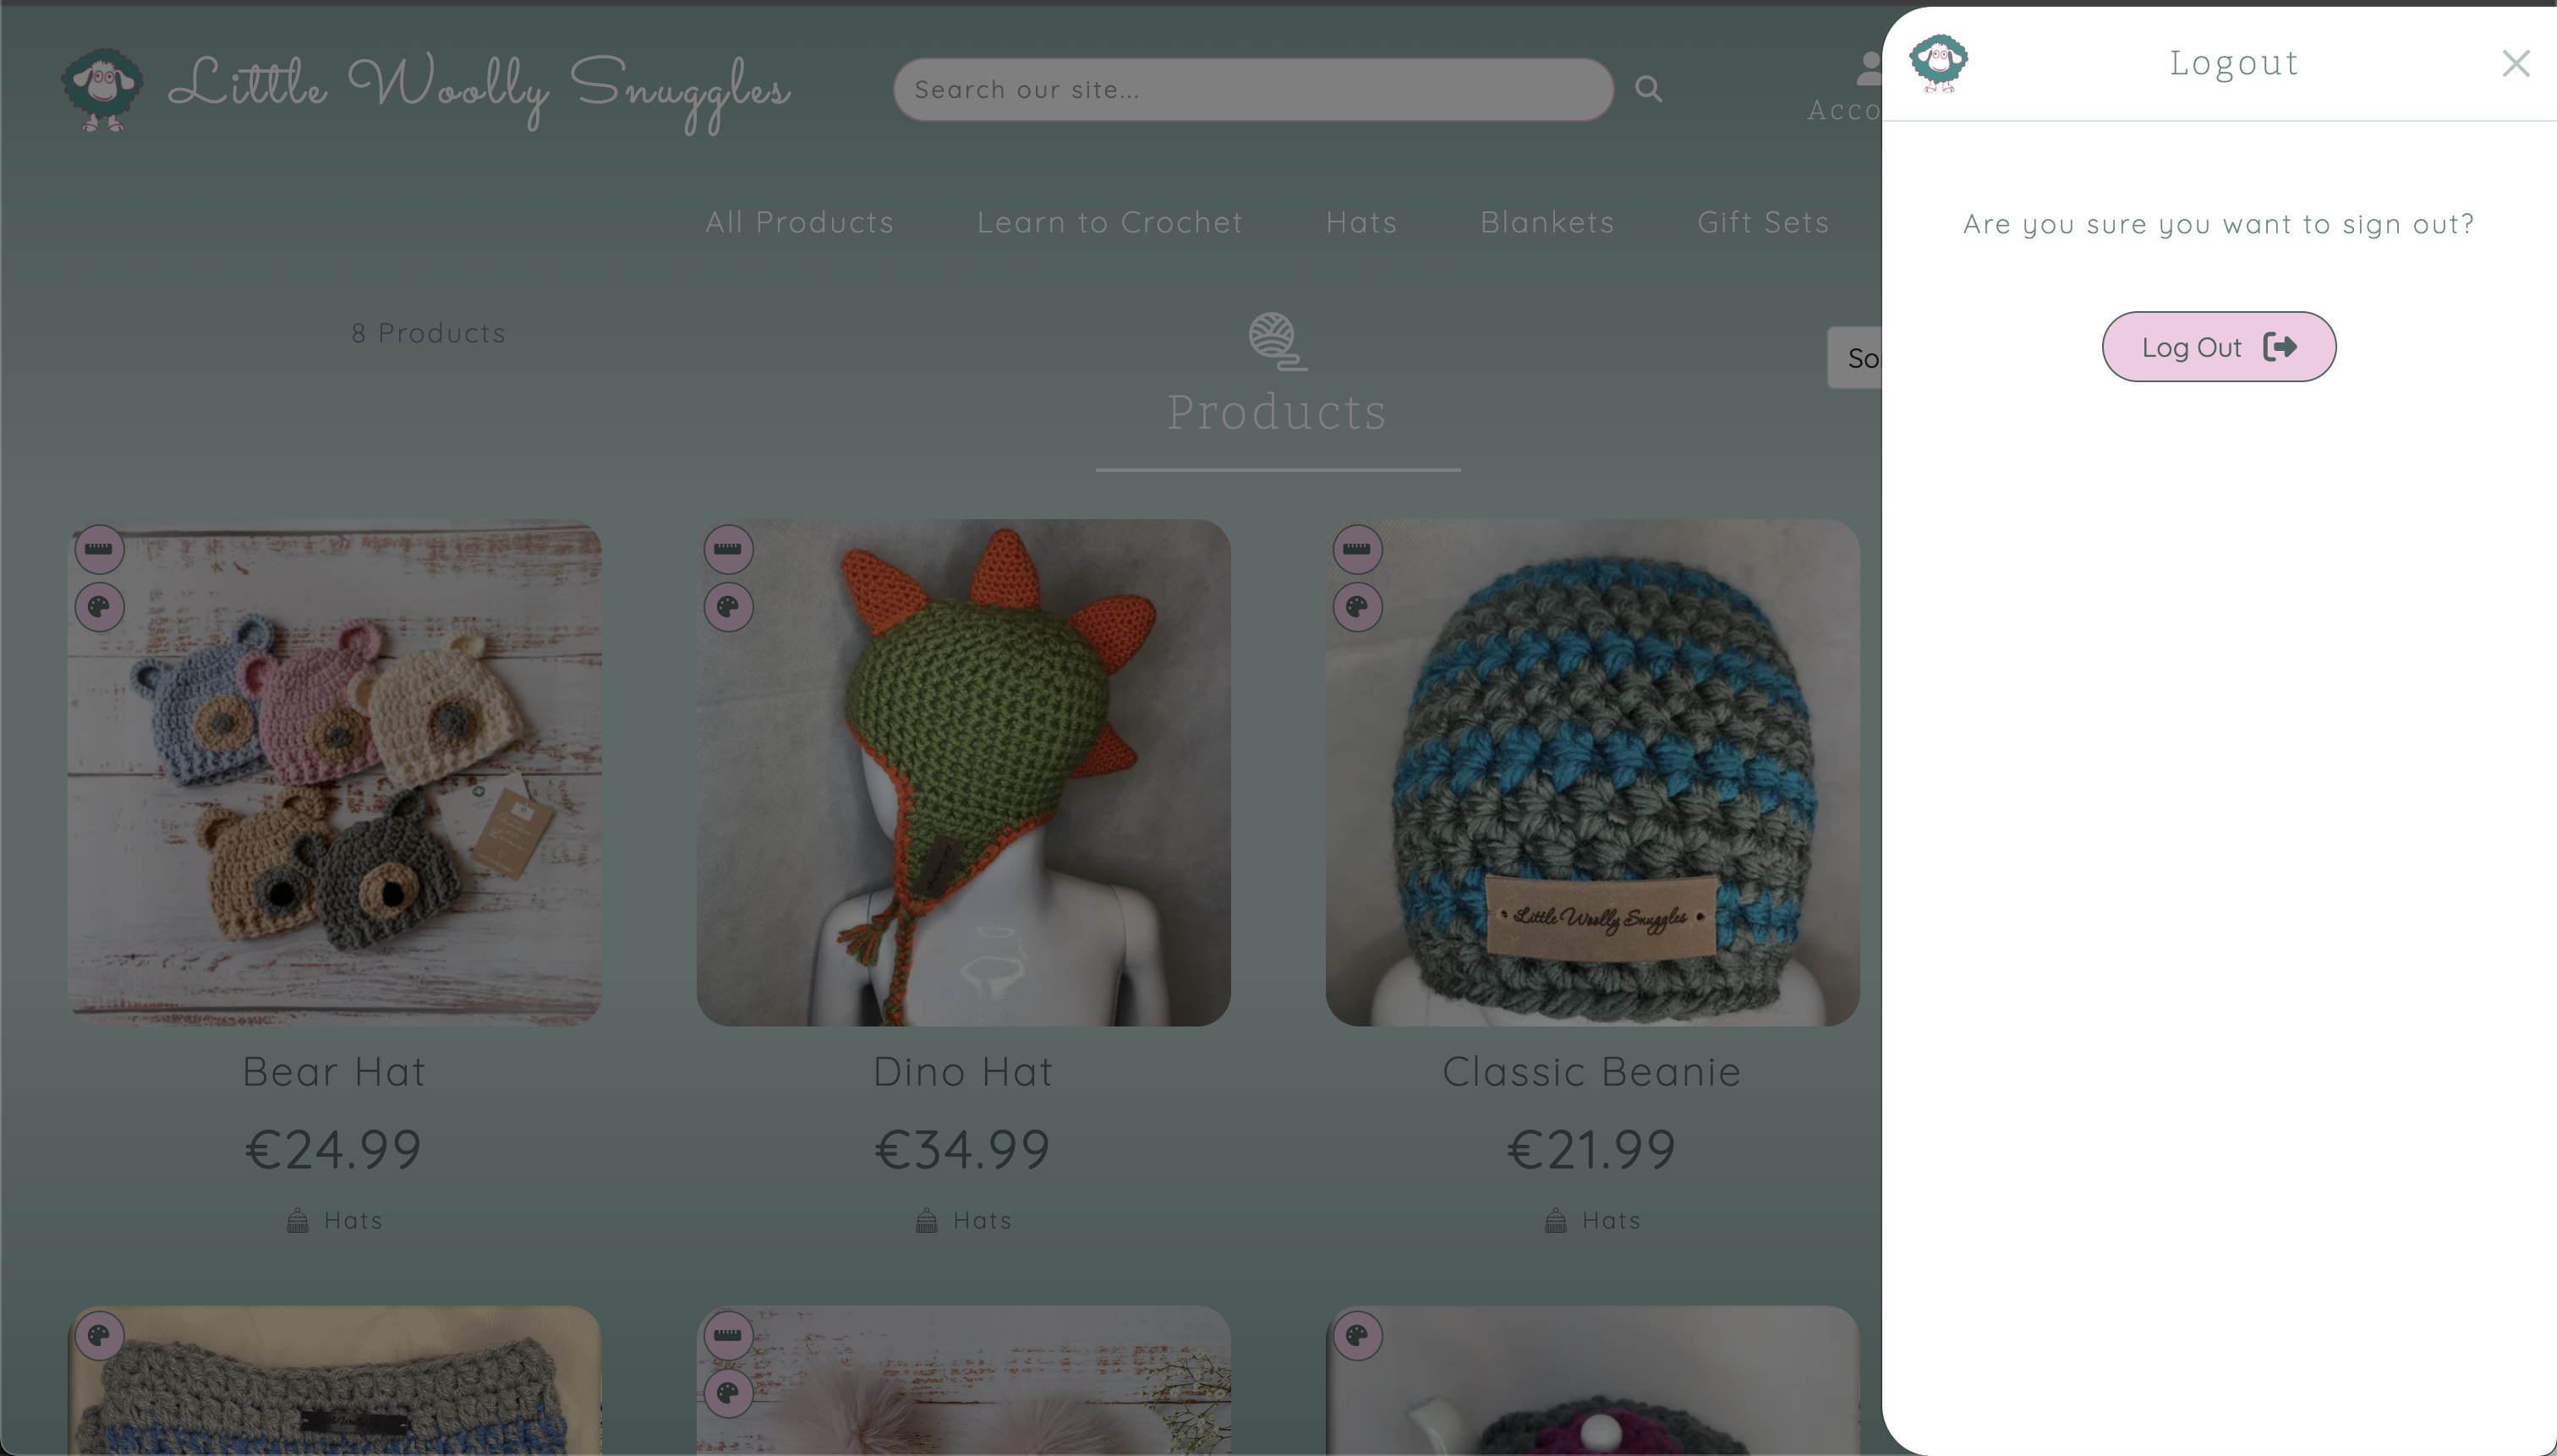 Little Woolly Snuggles
Search our site...
Acco
Logout
All Products
Learn to Crochet
Hats
Blankets
Gift Sets
Are you sure you want to sign out?
8 Products
So
Log Out
Products
Little Woolly Snuggles
Bear Hat
Dino Hat
Classic Beanie
€24.99
€34.99
€21.99
Hats
Hats
Hats